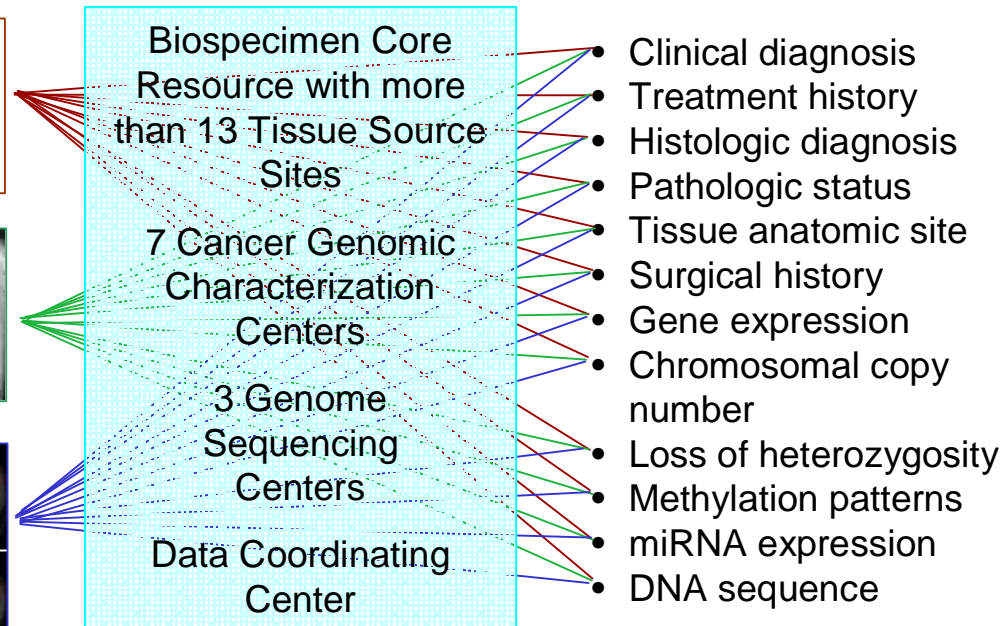 Biospecimen Core
Resource with more
than 13 Tissue Source
Sites
7 Cancer Genomic
Characterization
Centers
3 Genome
Sequencing
Centers
Data Coordinating
Center
• Clinical diagnosis
• Treatment history
• Histologic diagnosis
• Pathologic status
• Tissue anatomic site
• Surgical history
• Gene expression
• Chromosomal copy
number
• Loss of heterozygosity
• Methylation patterns
• miRNA expression
• DNA sequence